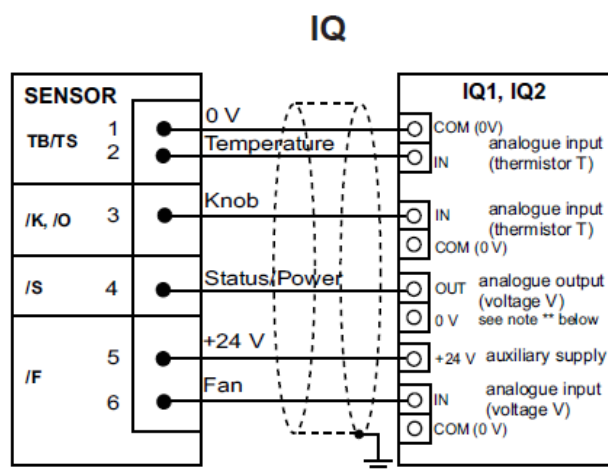 IQ
SENSOR
IQ1, IQ2
TB/TS
1
0 V
COM (0V)
analogue input
(thermistor T)
2
Temperature
IN
/K, /O
3
Knob
IN
analogue input
(thermistor T)
COM (0 V)
/S
4
Status/Power
OUT
analogue output
(voltage V)
0 V
see note ** below
/F
5
+24 V
+24 V
auxiliary supply
6
Fan
IN
analogue input
(voltage V)
COM (0 V)